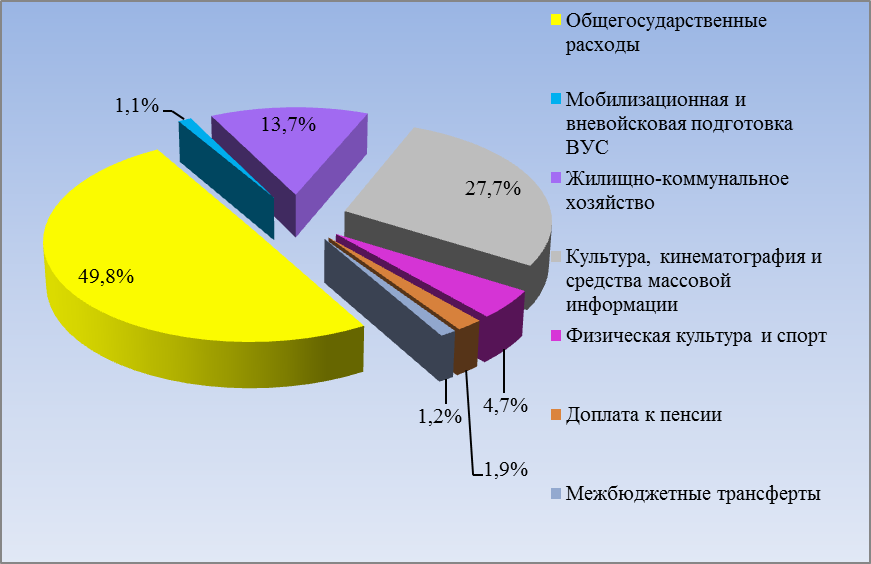 1,1%
13,7%
27,7%
49,8%
1,2%
4,7%
1,9%
Общегосударственные
расходы
Мобилизационная и
вневойсковая подготовка
ВУС
Жилищно-коммунальное
хозяйство
Культура, кинематография и
средства массовой
информации
Физическая культура и спорт
Доплата к пенсии
Межбюджетные трансферты